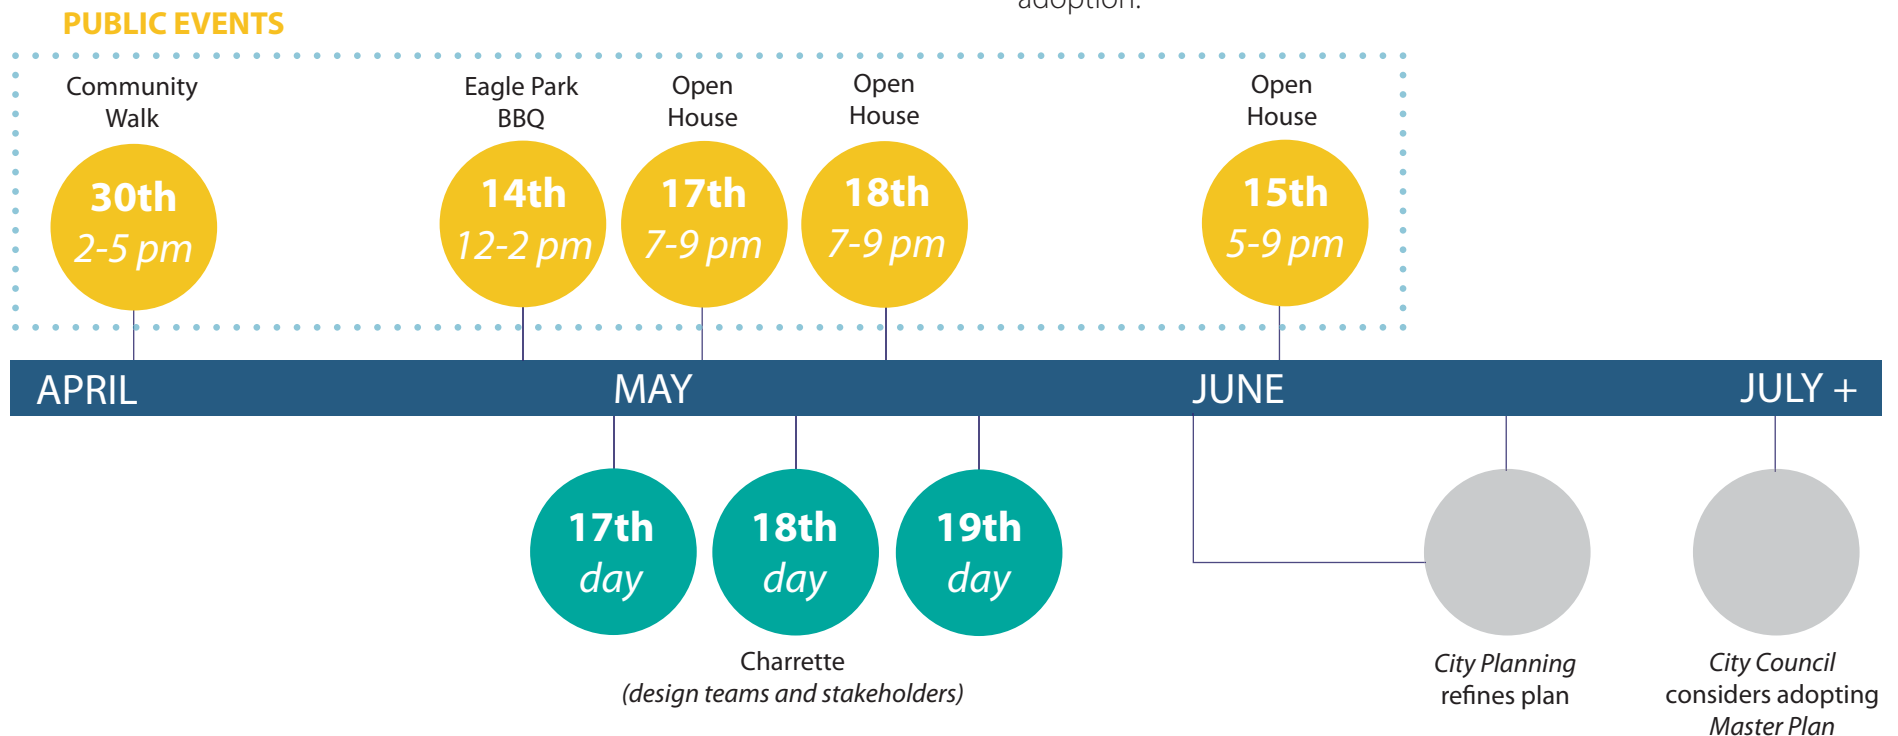 adoption.
PUBLIC EVENTS
Community
Walk
30th
2-5 pm
Eagle Park
BBQ
14th
12-2 pm
Open
House
17th
7-9 pm
Open
House
18th
7-9 pm
Open
House
15th
5-9 pm
APRIL
MAY
JUNE
JULY +
17th
day
18th
day
19th
day
Charrette
(design teams and stakeholders)
City Planning
refines plan
City Council
considers adopting
Master Plan